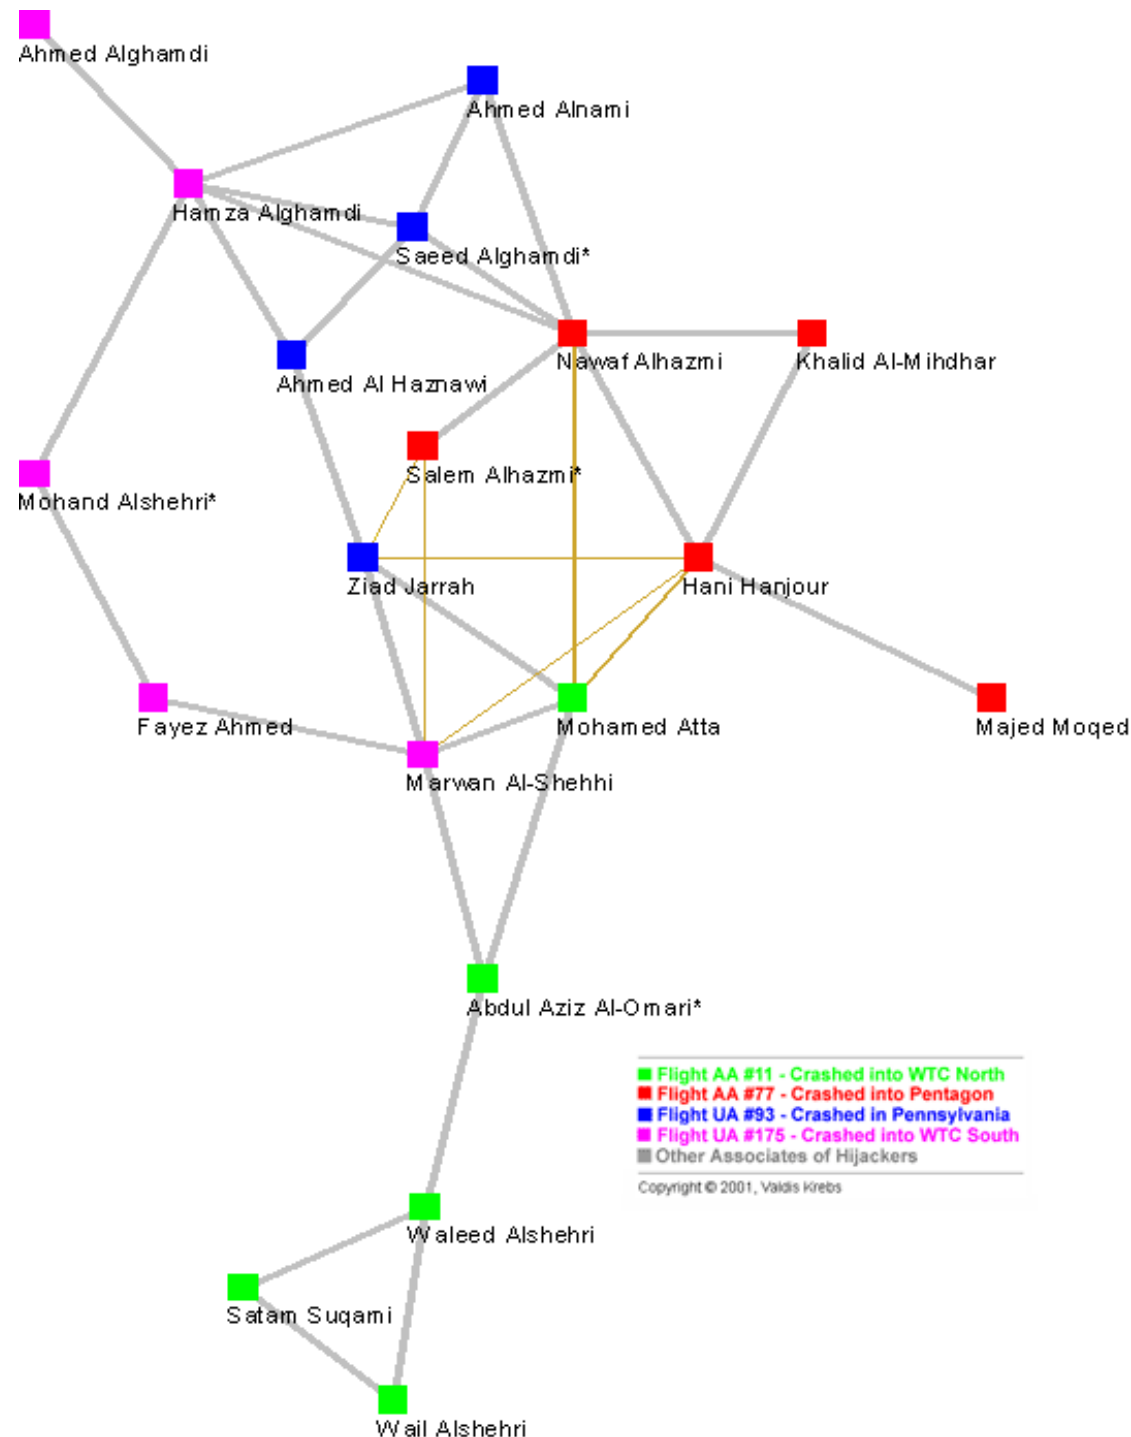 Ahmed Alghamdi
Ahmed Alnami
Hamza Alghamdi
Saeed Alghamdi*
Nawaf Alhazmi
Khalid Al-Mihdhar
Ahmed Al Haznawi
Salem Alhazmi*
Mohand Alshehri*
Ziad Jarrah
Hani Hanjour
Fayez Ahmed
Mohamed Atta
Majed Moqed
Marwan Al-Shehhi
Abdul Aziz Al-Omari*
Flight AA #11 - Crashed into WTC North
Flight AA #77 - Crashed into Pentagon
Flight UA #93 - Crashed in Pennsylvania
Flight UA #175 - Crashed into WTC South
Other Associates of Hijackers
Copyright © 2001, Valdis Krebs
Waleed Alshehri
Satam Suqami
Wail Alshehri